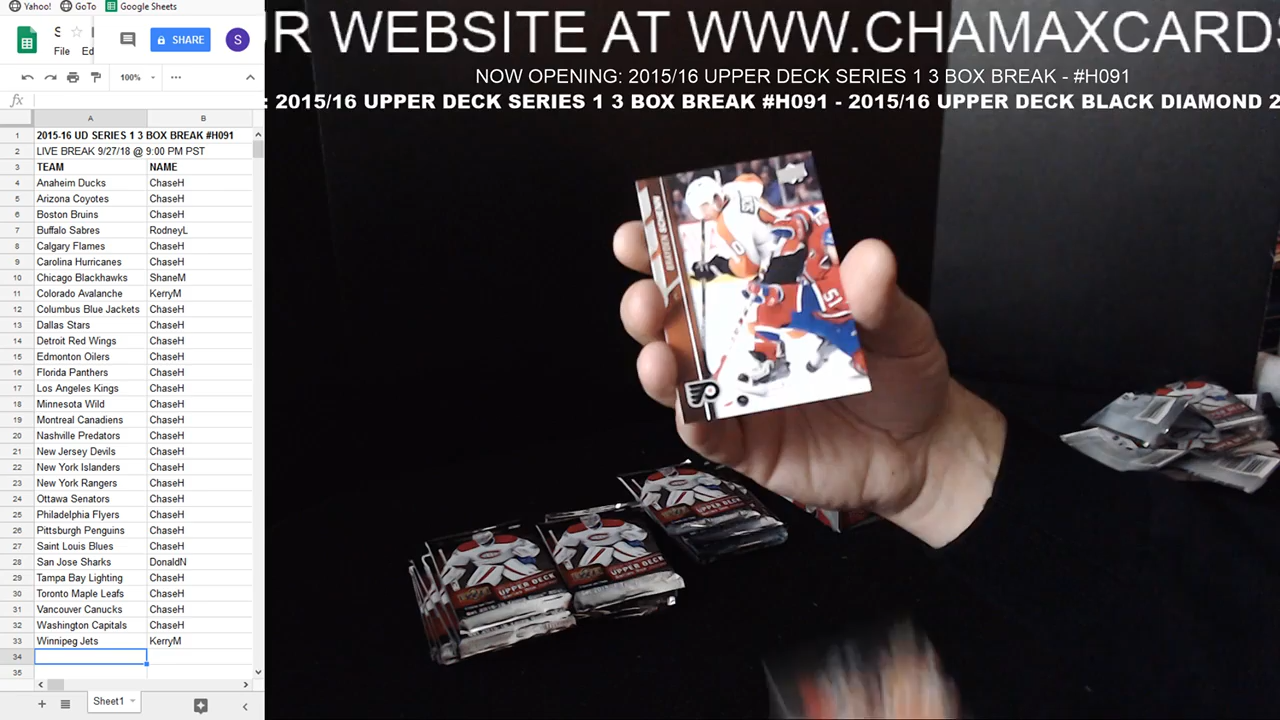 Yahoo! GoTo Google Sheets
S
File Ed
SHARE
S
100%
fx
A B
1 2015-16 UD SERIES 1 3 BOX BREAK #H091
2 LIVE BREAK 9/27/18 @ 9:00 PM PST
3 TEAM NAME
4 Anaheim Ducks ChaseH
5 Arizona Coyotes ChaseH
6 Boston Bruins ChaseH
7 Buffalo Sabres RodneyL
8 Calgary Flames ChaseH
9 Carolina Hurricanes ChaseH
10 Chicago Blackhawks ShaneM
11 Colorado Avalanche KerryM
12 Columbus Blue Jackets ChaseH
13 Dallas Stars ChaseH
14 Detroit Red Wings ChaseH
15 Edmonton Oilers ChaseH
16 Florida Panthers ChaseH
17 Los Angeles Kings ChaseH
18 Minnesota Wild ChaseH
19 Montreal Canadiens ChaseH
20 Nashville Predators ChaseH
21 New Jersey Devils ChaseH
22 New York Islanders ChaseH
23 New York Rangers ChaseH
24 Ottawa Senators ChaseH
25 Philadelphia Flyers ChaseH
26 Pittsburgh Penguins ChaseH
27 Saint Louis Blues ChaseH
28 San Jose Sharks DonaldN
29 Tampa Bay Lighting ChaseH
30 Toronto Maple Leafs ChaseH
31 Vancouver Canucks ChaseH
32 Washington Capitals ChaseH
33 Winnipeg Jets KerryM
34
35
Sheet1
UR WEBSITE AT WWW.CHAMAXCARDS
NOW OPENING: 2015/16 UPPER DECK SERIES 1 3 BOX BREAK - #H091
: 2015/16 UPPER DECK SERIES 1 3 BOX BREAK #H091 - 2015/16 UPPER DECK BLACK DIAMOND 2
BRAYDEN SCHENN
51
UPPER DECK
UPPER DECK
UPPER DECK